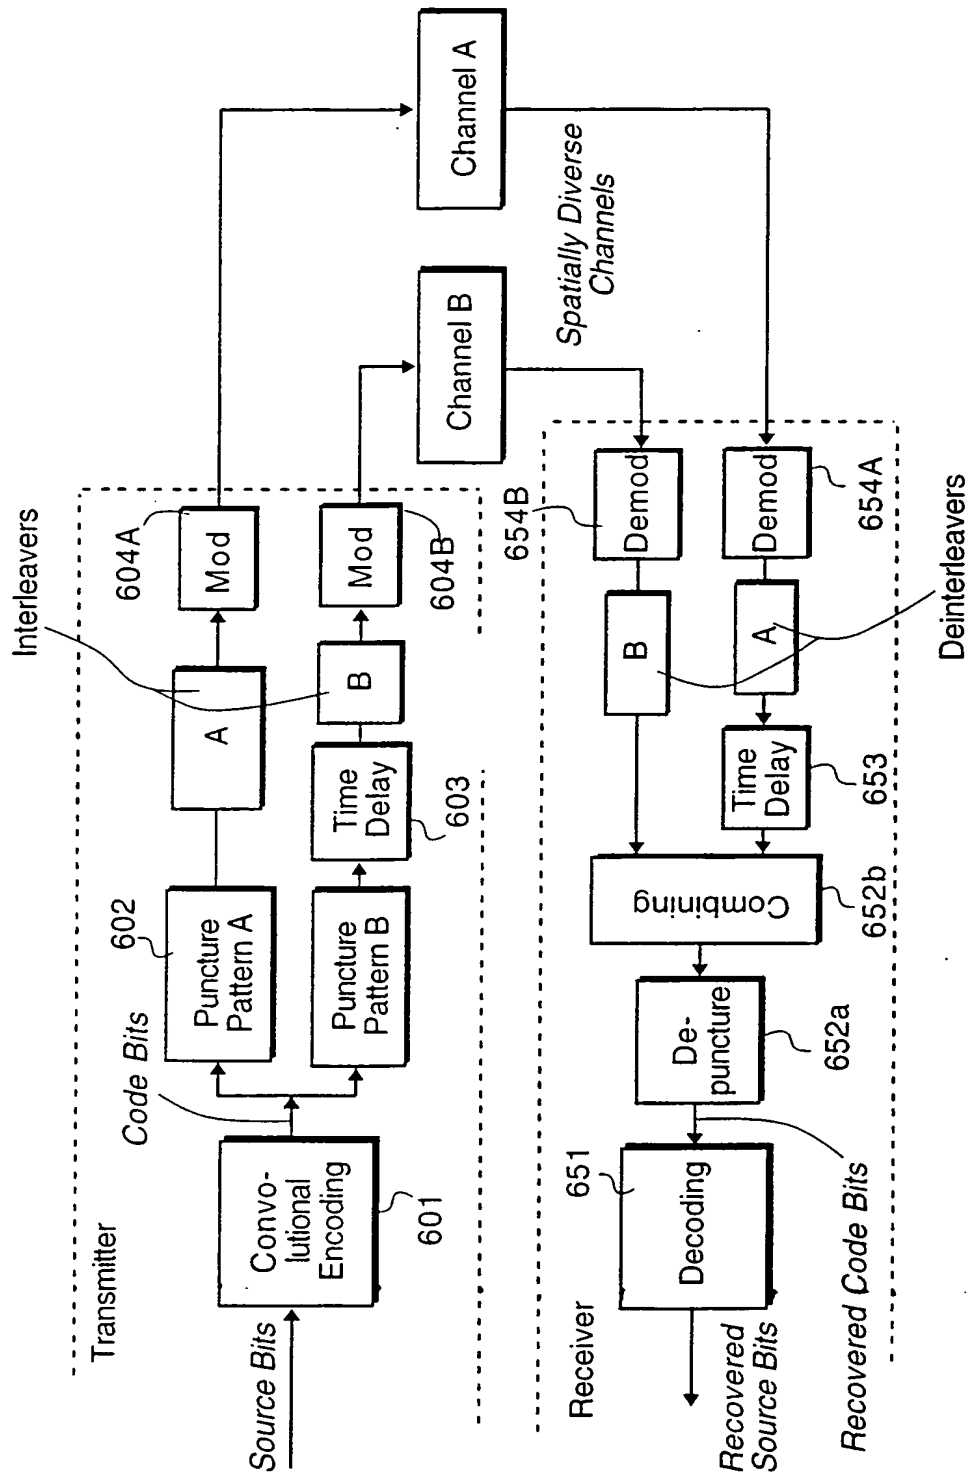 Transmitter
Source Bits
Convo-
lutional
Encoding
601
Code Bits
602
Puncture
Pattern A
Puncture
Pattern B
Time
Delay
603
A
B
Interleavers
604A
Mod
Mod
604B
Channel A
Channel B
Spatially Diverse
Channels
Receiver
Recovered
Source Bits
651
Decoding
Recovered Code Bits
De-
puncture
652a
Combining
652b
Time
Delay
653
B
A
Deinterleavers
654B
Demod
Demod
654A